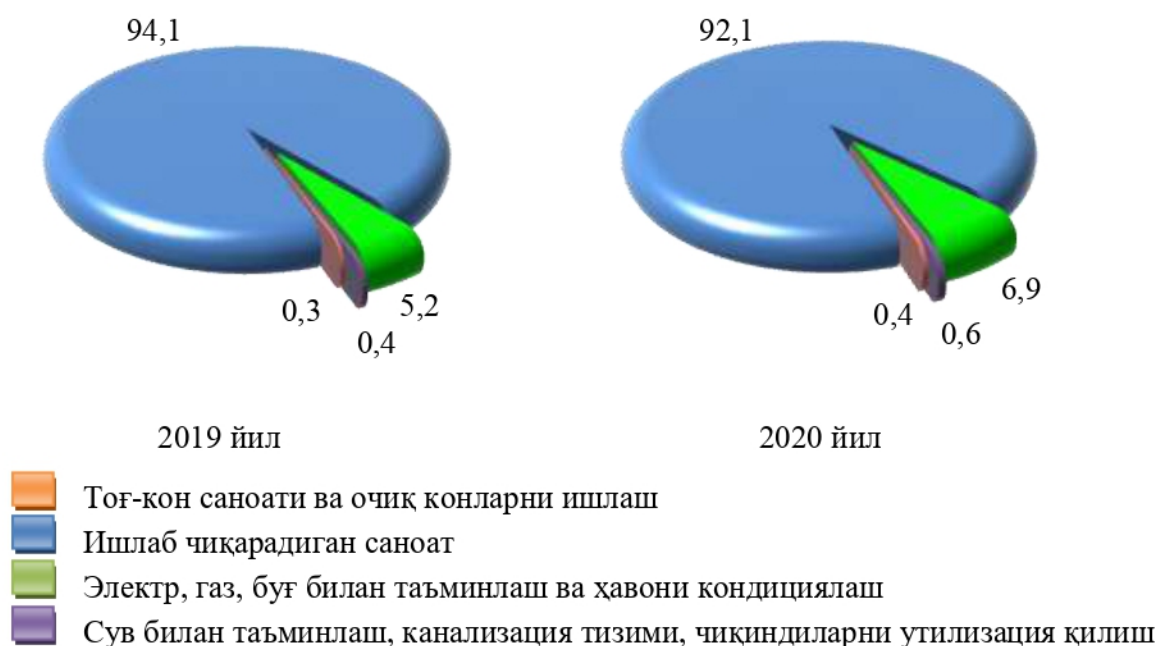 94,1
92,1
0,3
5,2
0,4
0,4
6,9
0,6
2019 йил
2020 йил
Тоғ-кон саноати ва очиқ конларни ишлаш
Ишлаб чиқарадиган саноат
Электр, газ, буғ билан таъминлаш ва ҳавони кондициялаш
Сув билан таъминлаш, канализация тизими, чиқиндиларни утилизация қилиш